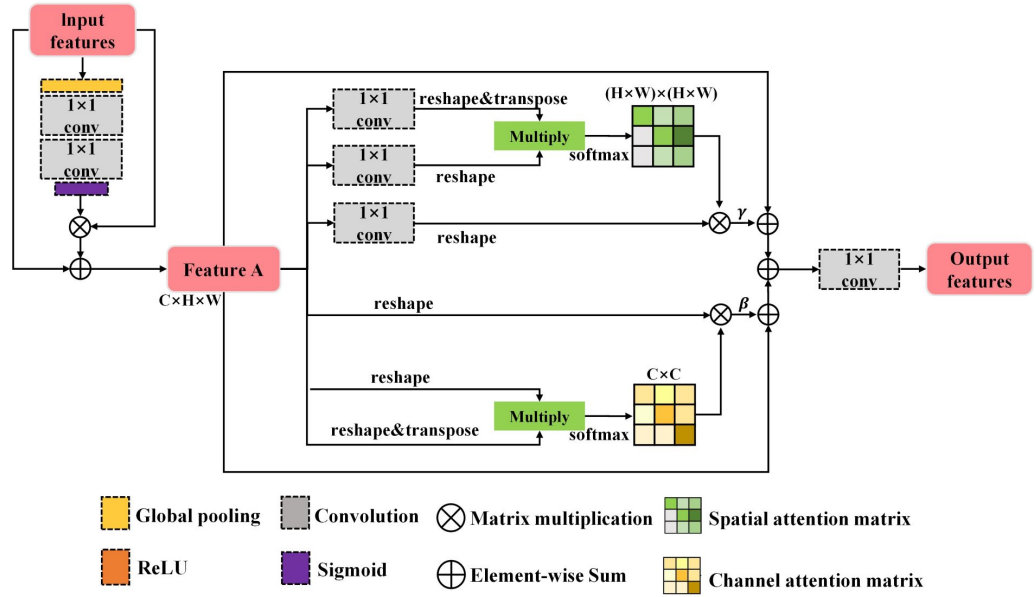 Input
features
1×1
conv
1×1
conv
Feature A
C×H×W
1×1
conv
reshape&transpose
1×1
conv
reshape
1×1
conv
reshape
Multiply
softmax
(H×W)×(H×W)
γ
reshape
β
reshape
reshape&transpose
Multiply
softmax
C×C
1×1
conv
Output
features
Global pooling
Convolution
Matrix multiplication
Spatial attention matrix
ReLU
Sigmoid
Element-wise Sum
Channel attention matrix